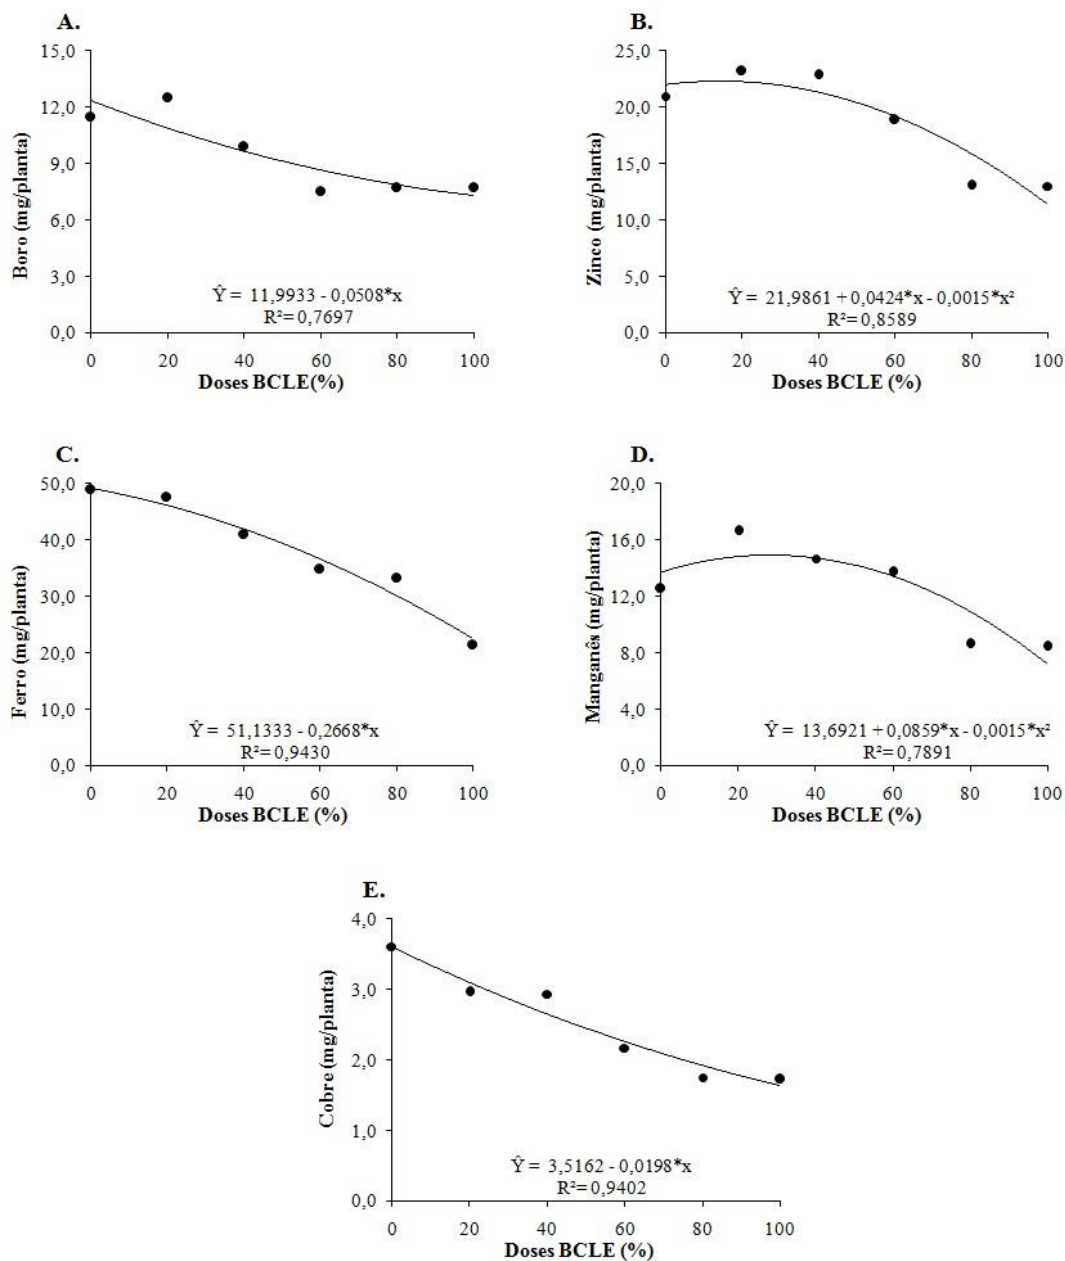 A.
15,0
12,0
9,0
6,0
3,0
0,0
Boro (mg/planta)
Ŷ = 11,9933 - 0,0508*x
R²= 0,7697
0 20 40 60 80 100
Doses BCLE(%)
B.
25,0
20,0
15,0
10,0
5,0
0,0
Zinco (mg/planta)
Ŷ = 21,9861 + 0,0424*x - 0,0015*x²
R²= 0,8589
0 20 40 60 80 100
Doses BCLE (%)
C.
50,0
40,0
30,0
20,0
10,0
0,0
Ferro (mg/planta)
Ŷ = 51,1333 - 0,2668*x
R²= 0,9430
0 20 40 60 80 100
Doses BCLE (%)
D.
20,0
16,0
12,0
8,0
4,0
0,0
Manganês (mg/planta)
Ŷ = 13,6921 + 0,0859*x - 0,0015*x²
R²= 0,7891
0 20 40 60 80 100
Doses BCLE (%)
E.
4,0
3,0
2,0
1,0
0,0
Cobre (mg/planta)
Ŷ = 3,5162 - 0,0198*x
R²= 0,9402
0 20 40 60 80 100
Doses BCLE (%)